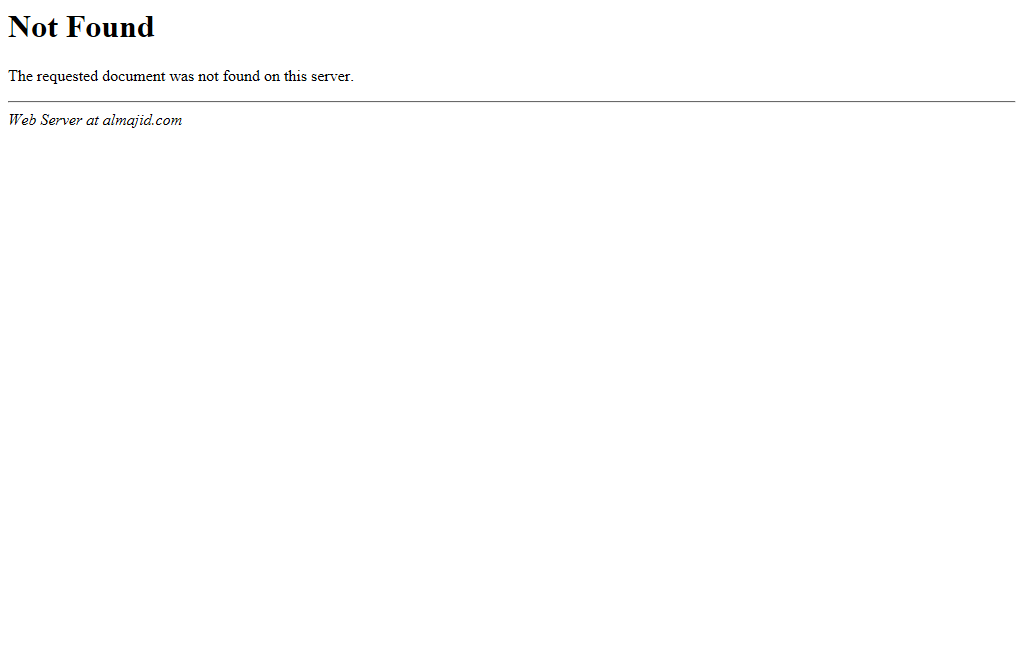 Not Found
The requested document was not found on this server.
Web Server at almajid.com